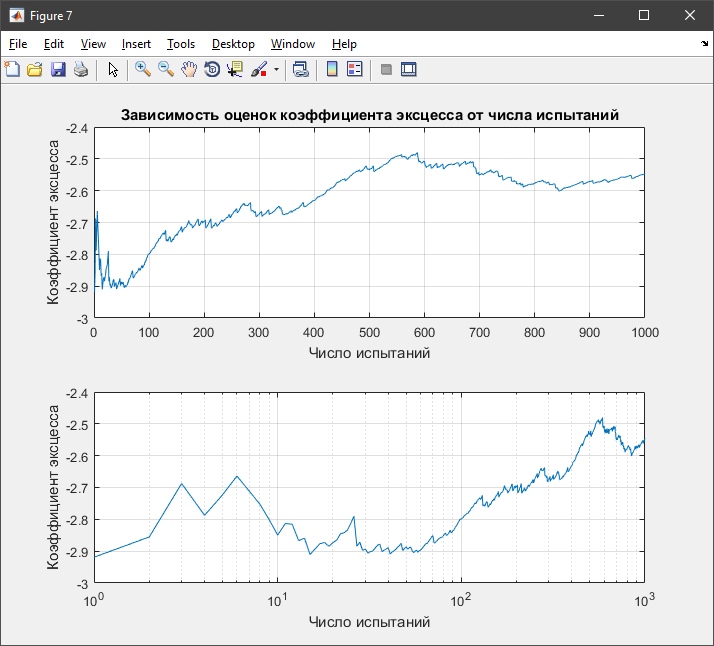 Figure 7
File Edit View Insert Tools Desktop Window Help
Зависимость оценок коэффициента эксцесса от числа испытаний
Коэффициент эксцесса
-2.4
-2.5
-2.6
-2.7
-2.8
-2.9
-3
0 100 200 300 400 500 600 700 800 900 1000
Число испытаний
Коэффициент эксцесса
-2.4
-2.5
-2.6
-2.7
-2.8
-2.9
-3
10^0 10^1 10^2 10^3
Число испытаний